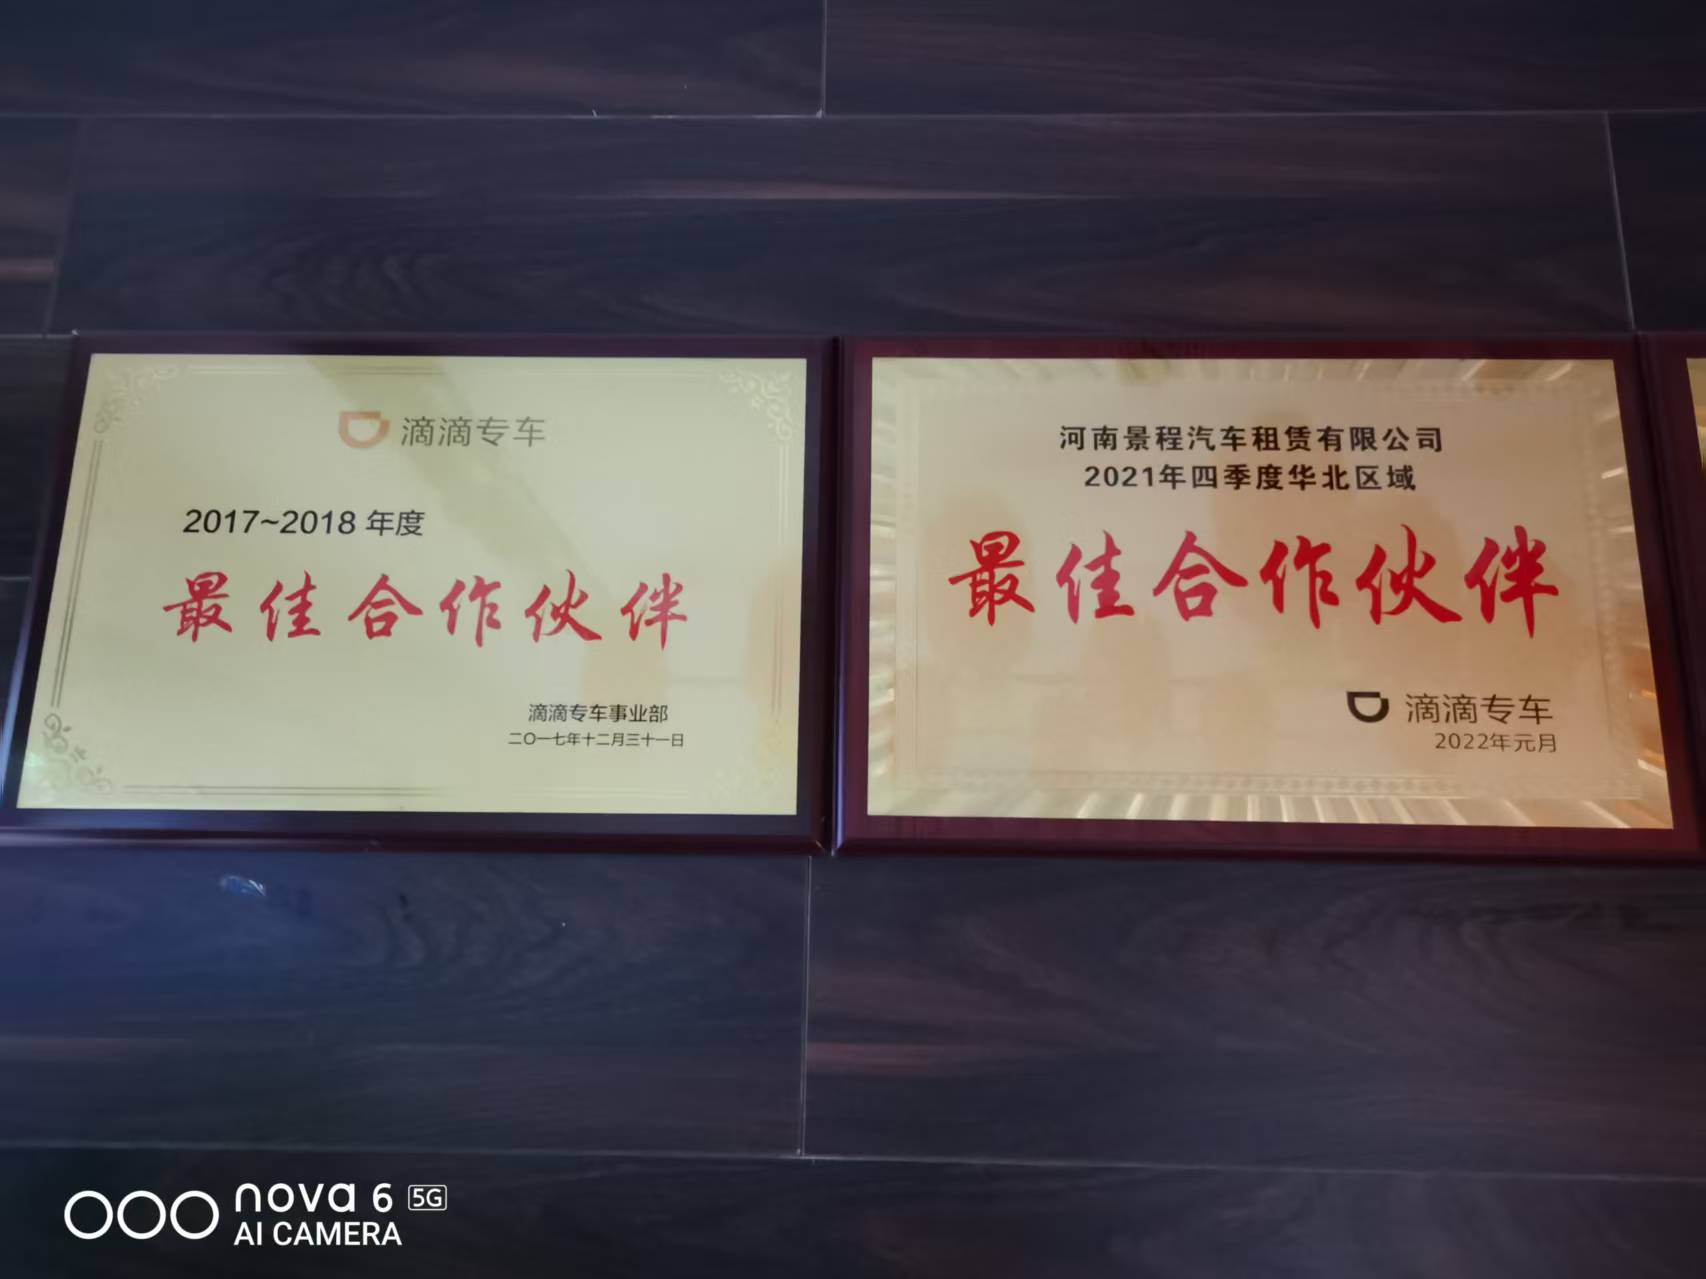 滴滴专车
2017~2018 年度
最佳合作伙伴
滴滴专车事业部
二〇一七年十二月三十一日
河南景程汽车租赁有限公司
2021年四季度华北区域
最佳合作伙伴
滴滴专车
2022年元月
nova 6 5G
AI CAMERA